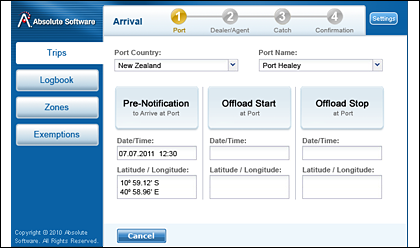 Absolute Software
Trips
Logbook
Zones
Exemptions
Copyright © 2010 Absolute
Software. All Rights Reserved.
Arrival
1
2
3
4
Port
Dealer/Agent
Catch
Confirmation
Settings
Port Country:
Port Name:
New Zealand
Port Healey
Pre-Notification
to Arrive at Port
Offload Start
at Port
Offload Stop
at Port
Date/Time:
Date/Time:
Date/Time:
07.07.2011 12:30
Latitude / Longitude:
Latitude / Longitude:
Latitude / Longitude:
10º 59.12' S
40º 58.96' E
Cancel